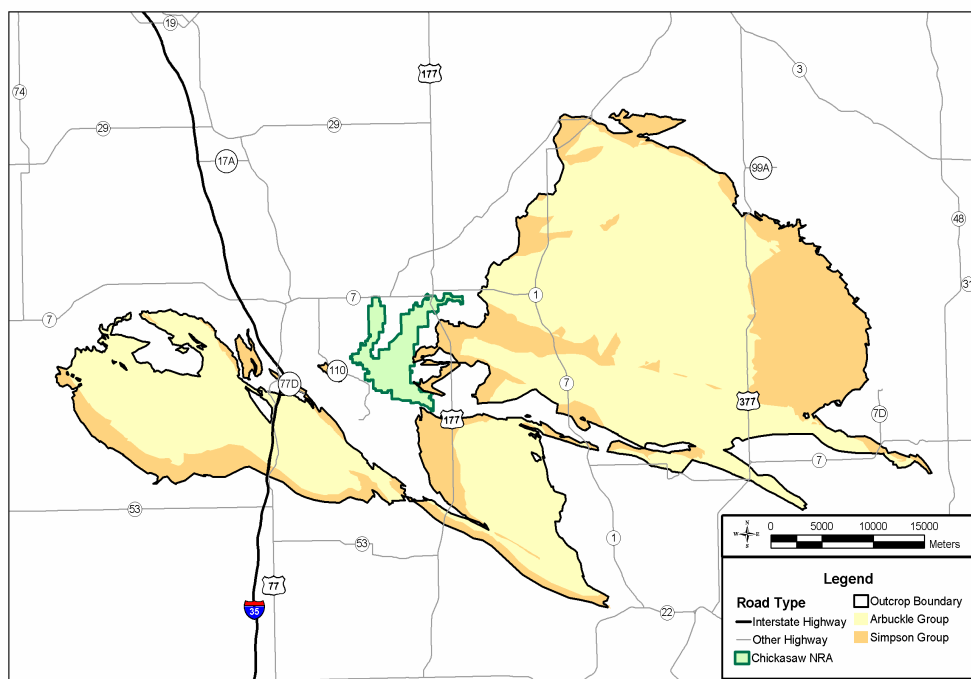 19
3
177
74
29
29
17A
99A
48
31
7
1
7
110
77D
7
377
177
7D
7
53
53
1
77
35
22
N
W E
S
0 5000 10000 15000
Meters
Legend
Road Type
Interstate Highway
Other Highway
Chickasaw NRA
Outcrop Boundary
Arbuckle Group
Simpson Group